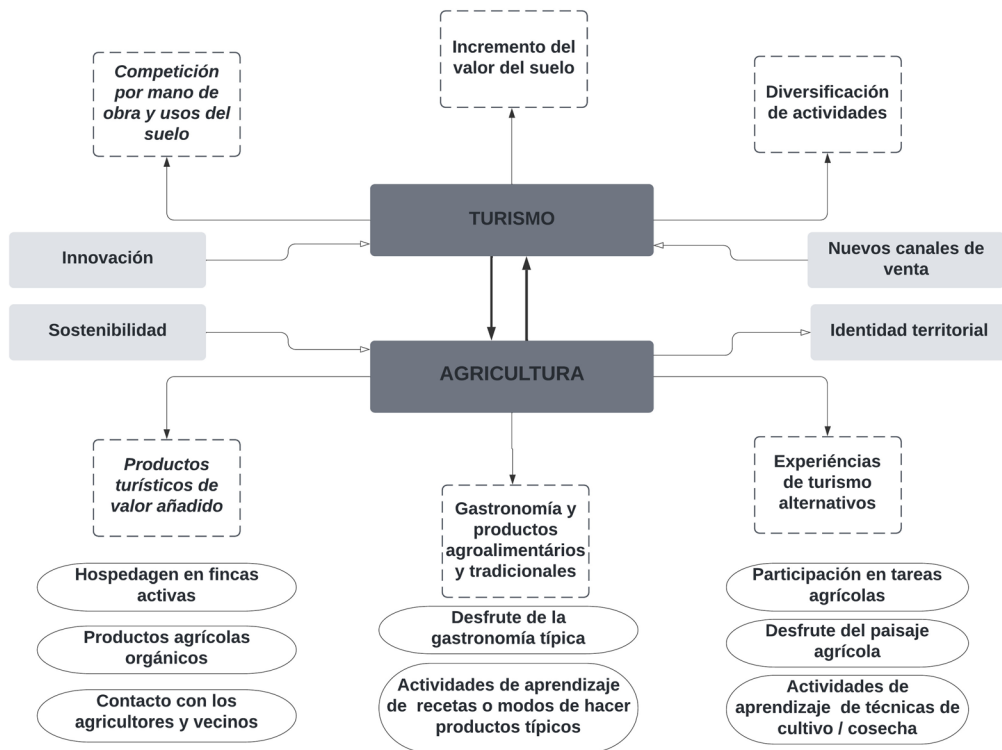 Incremento del
valor del suelo
Competición
por mano de
obra y usos del
suelo
Diversificación
de actividades
TURISMO
Innovación
Nuevos canales de
venta
Sostenibilidad
Identidad territorial
AGRICULTURA
Productos
turísticos de
valor añadido
Gastronomía y
productos
agroalimentários
y tradicionales
Experiéncias
de turismo
alternativos
Hospedagen en fincas
activas
Productos agrícolas
orgánicos
Contacto con los
agricultores y vecinos
Desfrute de la
gastronomía típica
Actividades de aprendizaje
de recetas o modos de hacer
productos típicos
Participación en tareas
agrícolas
Desfrute del paisaje
agrícola
Actividades de
aprendizaje de técnicas de
cultivo / cosecha